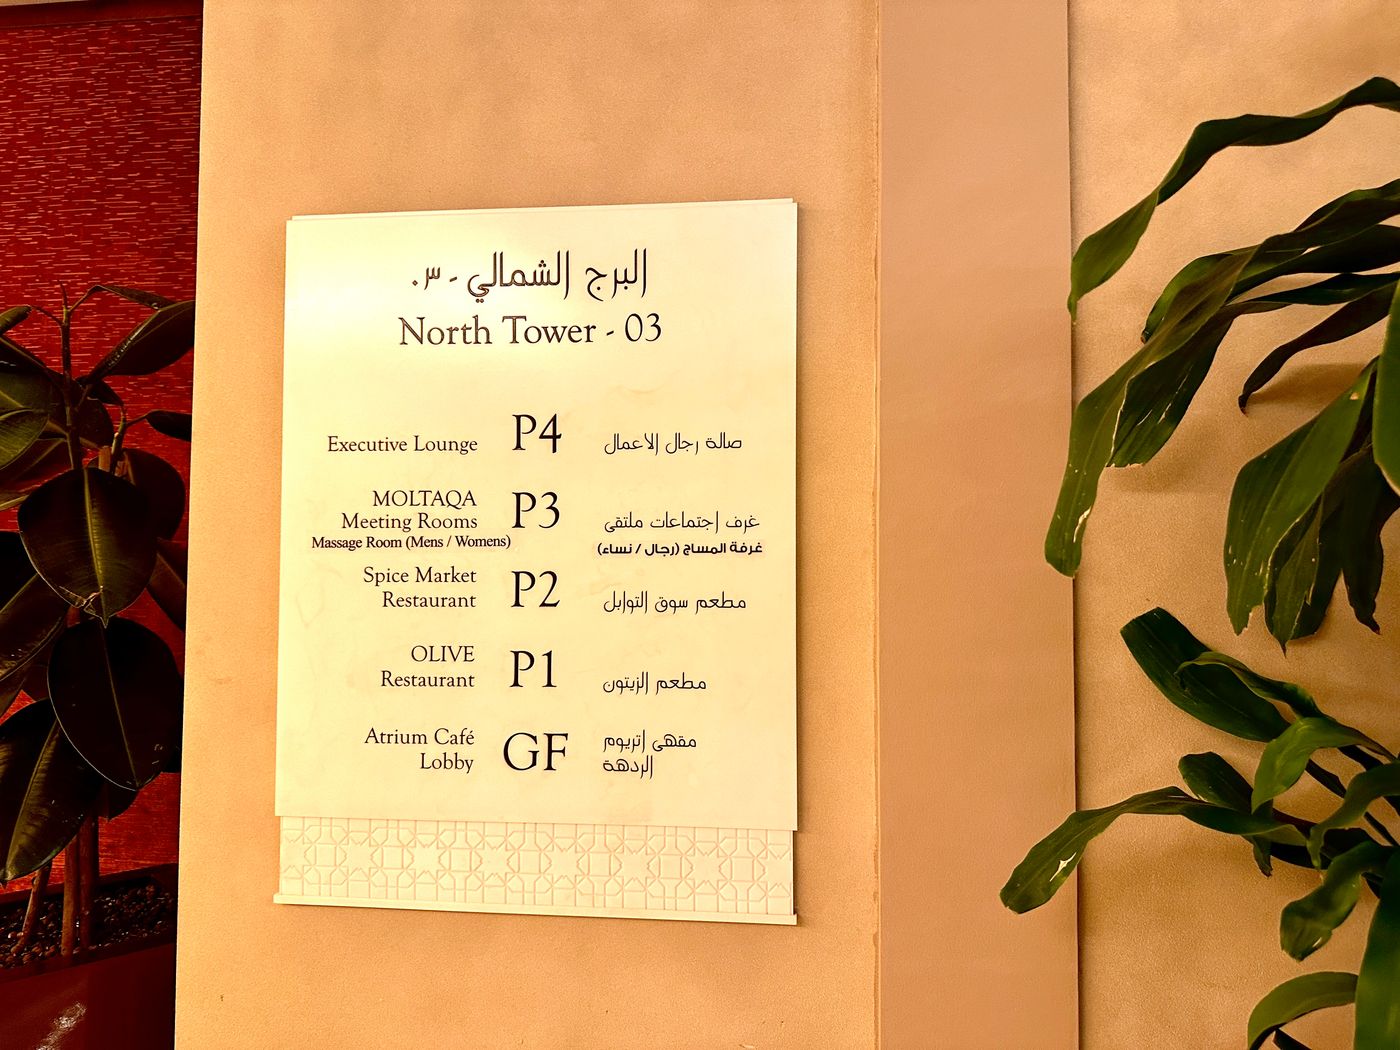 البرج الشمالي - ٠٣
North Tower - 03
Executive Lounge P4 صالة رجال الاعمال
MOLTAQA
Meeting Rooms P3 غرف إجتماعات ملتقى
Massage Room (Mens / Womens) غرفة المساج (رجال / نساء)
Spice Market
Restaurant P2 مطعم سوق التوابل
OLIVE
Restaurant P1 مطعم الزيتون
Atrium Café GF مقهى إتريوم
Lobby الردهة